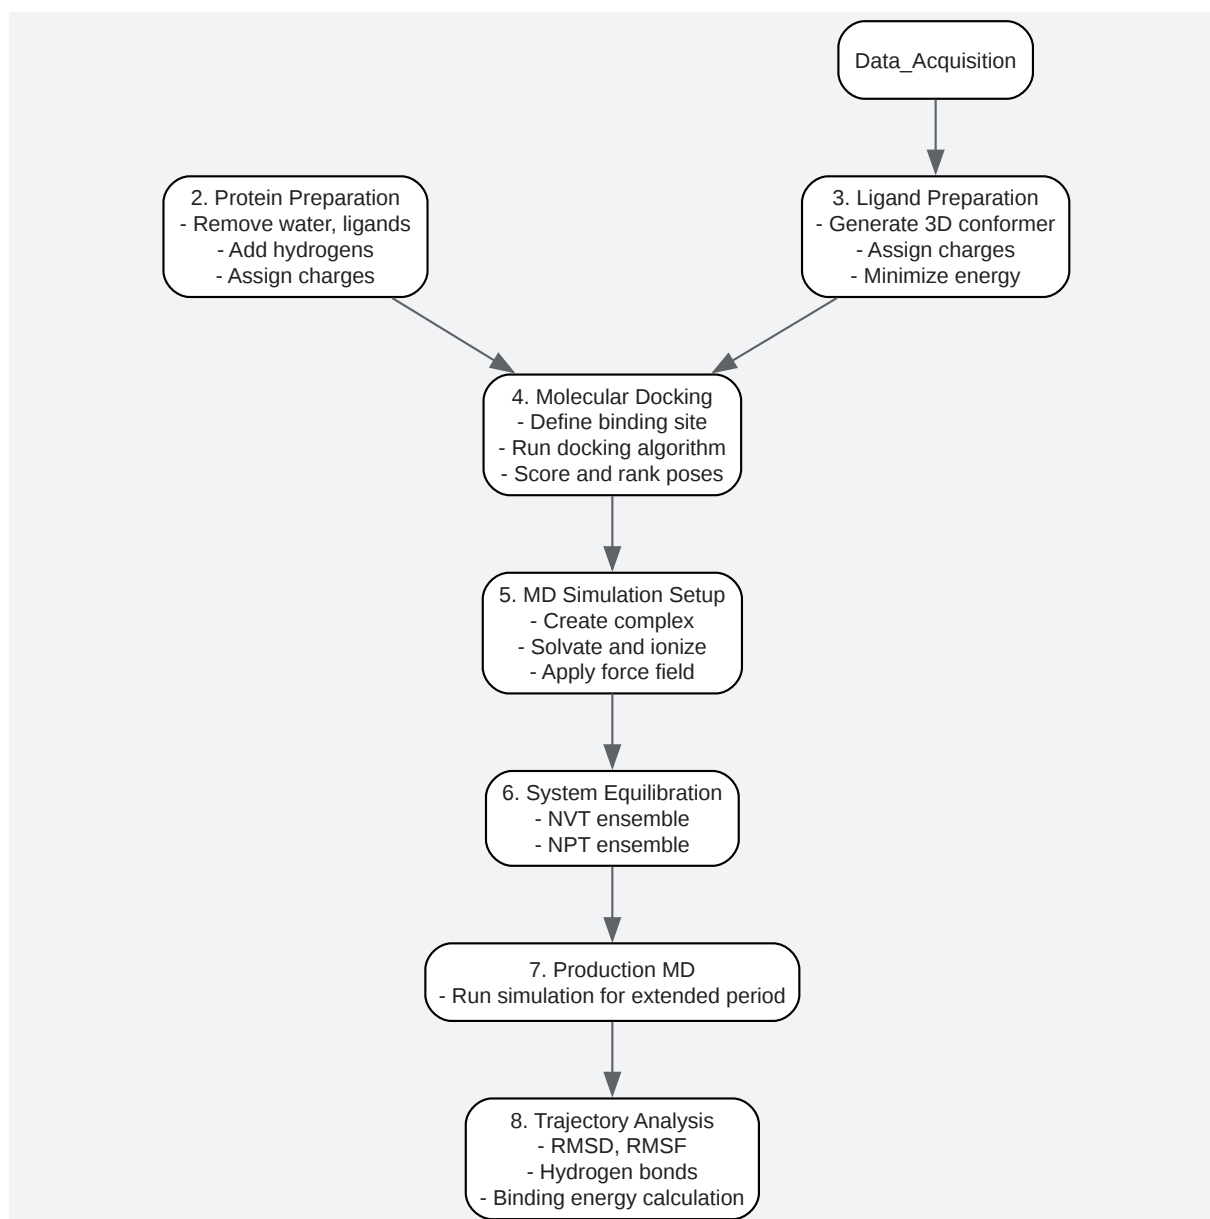 Data_Acquisition
2. Protein Preparation
- Remove water, ligands
- Add hydrogens
- Assign charges
3. Ligand Preparation
- Generate 3D conformer
- Assign charges
- Minimize energy
4. Molecular Docking
- Define binding site
- Run docking algorithm
- Score and rank poses
5. MD Simulation Setup
- Create complex
- Solvate and ionize
- Apply force field
6. System Equilibration
- NVT ensemble
- NPT ensemble
7. Production MD
- Run simulation for extended period
8. Trajectory Analysis
- RMSD, RMSF
- Hydrogen bonds
- Binding energy calculation